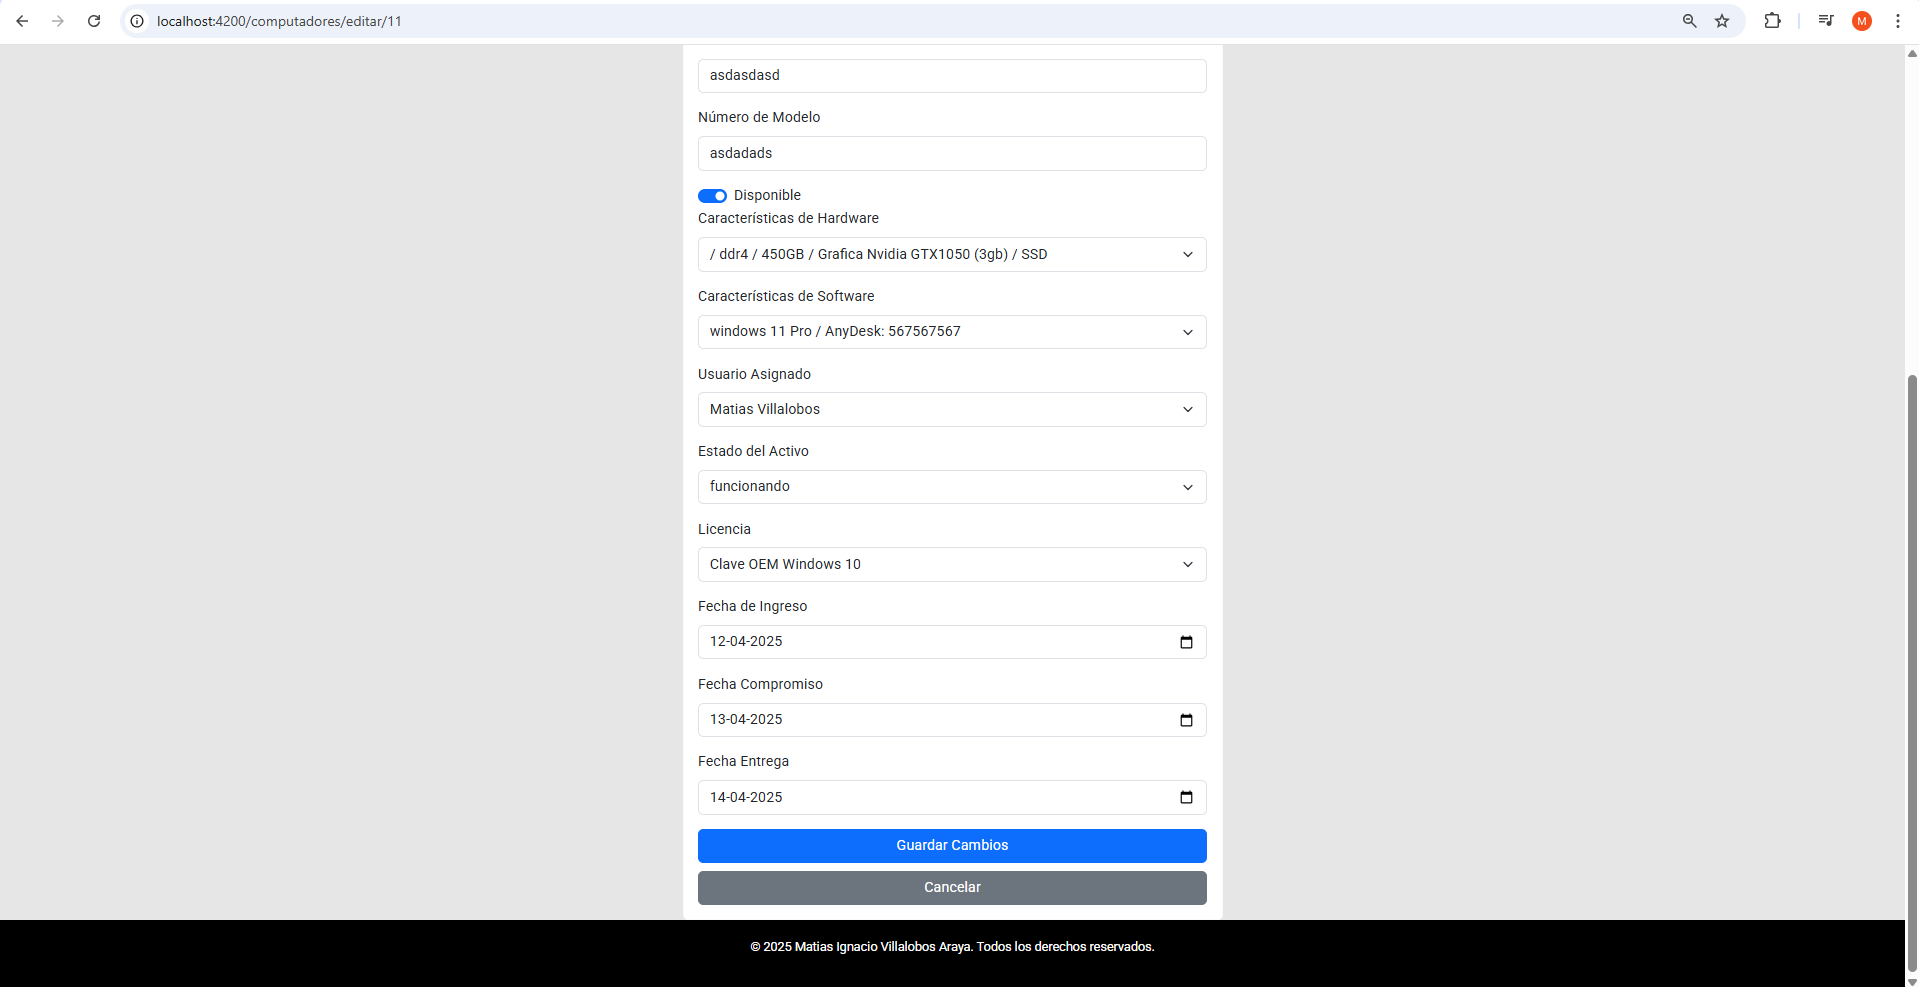 localhost:4200/computadores/editar/11
M
asdasdasd
Número de Modelo
asdadads
Disponible
Características de Hardware
/ ddr4 / 450GB / Grafica Nvidia GTX1050 (3gb) / SSD
Características de Software
windows 11 Pro / AnyDesk: 567567567
Usuario Asignado
Matias Villalobos
Estado del Activo
funcionando
Licencia
Clave OEM Windows 10
Fecha de Ingreso
12-04-2025
Fecha Compromiso
13-04-2025
Fecha Entrega
14-04-2025
Guardar Cambios
Cancelar
© 2025 Matias Ignacio Villalobos Araya. Todos los derechos reservados.